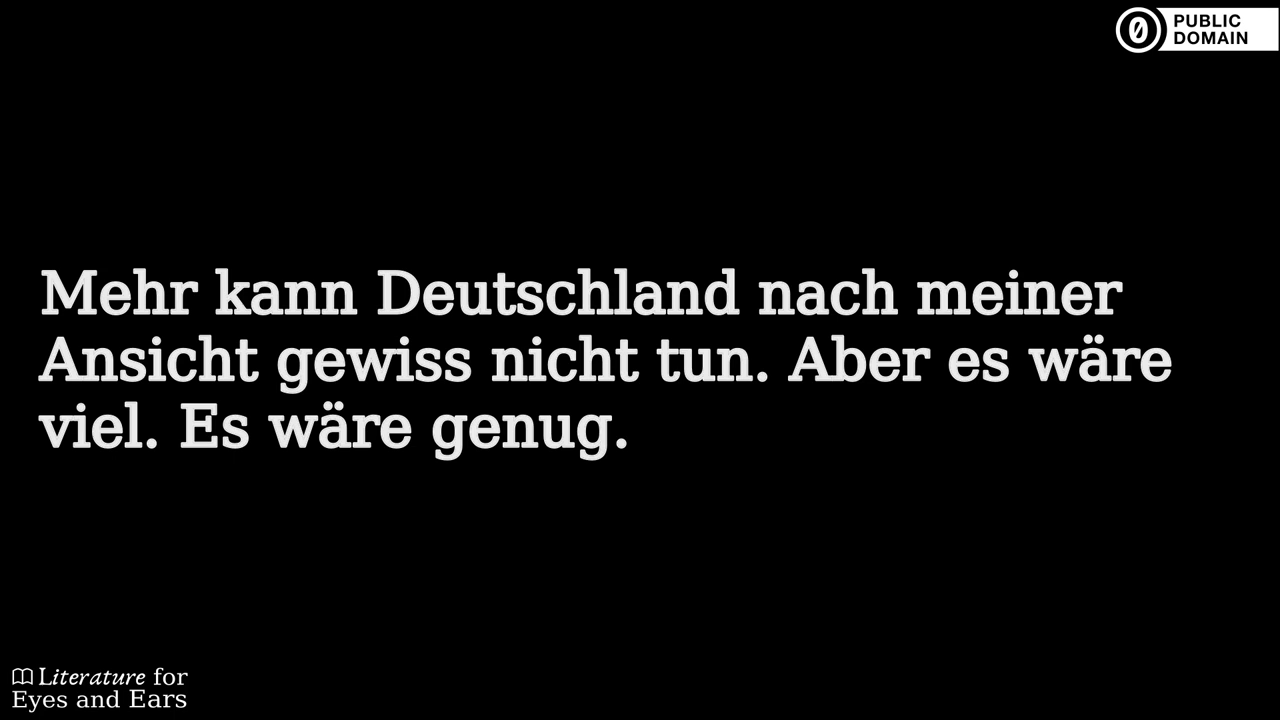 PUBLIC
DOMAIN
Mehr kann Deutschland nach meiner
Ansicht gewiss nicht tun. Aber es wäre
viel. Es wäre genug.
Literature for
Eyes and Ears